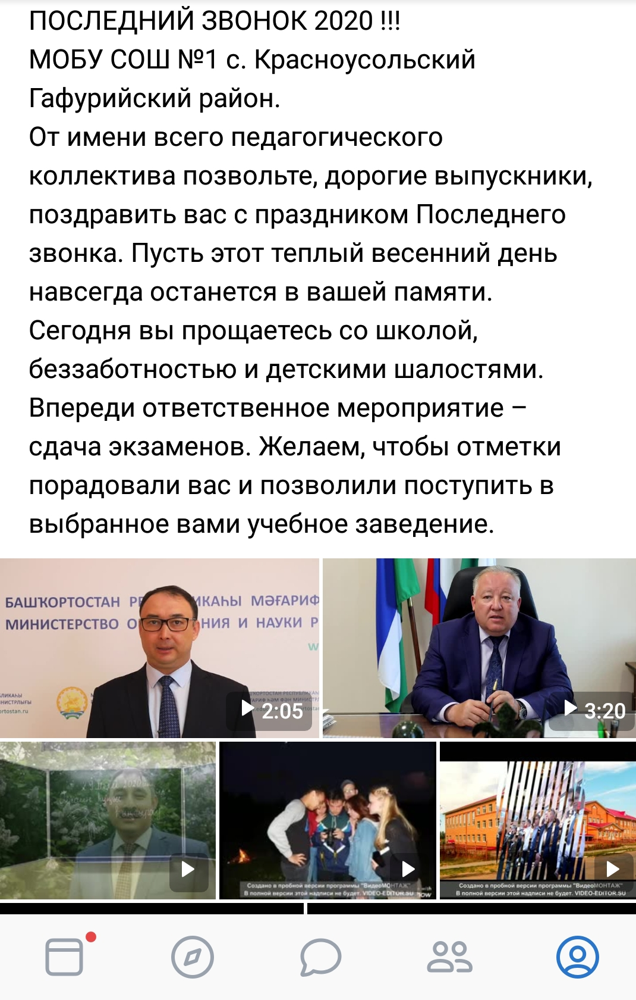 ПОСЛЕДНИЙ ЗВОНОК 2020 !!!
МОБУ СОШ №1 с. Красноусольский
Гафурийский район.
От имени всего педагогического
коллектива позвольте, дорогие выпускники,
поздравить вас с праздником Последнего
звонка. Пусть этот теплый весенний день
навсегда останется в вашей памяти.
Сегодня вы прощаетесь со школой,
беззаботностью и детскими шалостями.
Впереди ответственное мероприятие –
сдача экзаменов. Желаем, чтобы отметки
порадовали вас и позволили поступить в
выбранное вами учебное заведение.
БАШҠОРТОСТАН РЕ ИКАҺЫ МӘҒАРИФ
МИНИСТЕРСТВО О НИЯ И НАУКИ Р
W
2:05
3:20
Создано в пробной версии программы "ВидеоМОНТАЖ"
В полной версии этой надписи не будет. VIDEO-EDITOR.SU
Создано в пробной версии программы "ВидеоМОНТАЖ"
В полной версии этой надписи не будет. VIDEO-EDITOR.SU